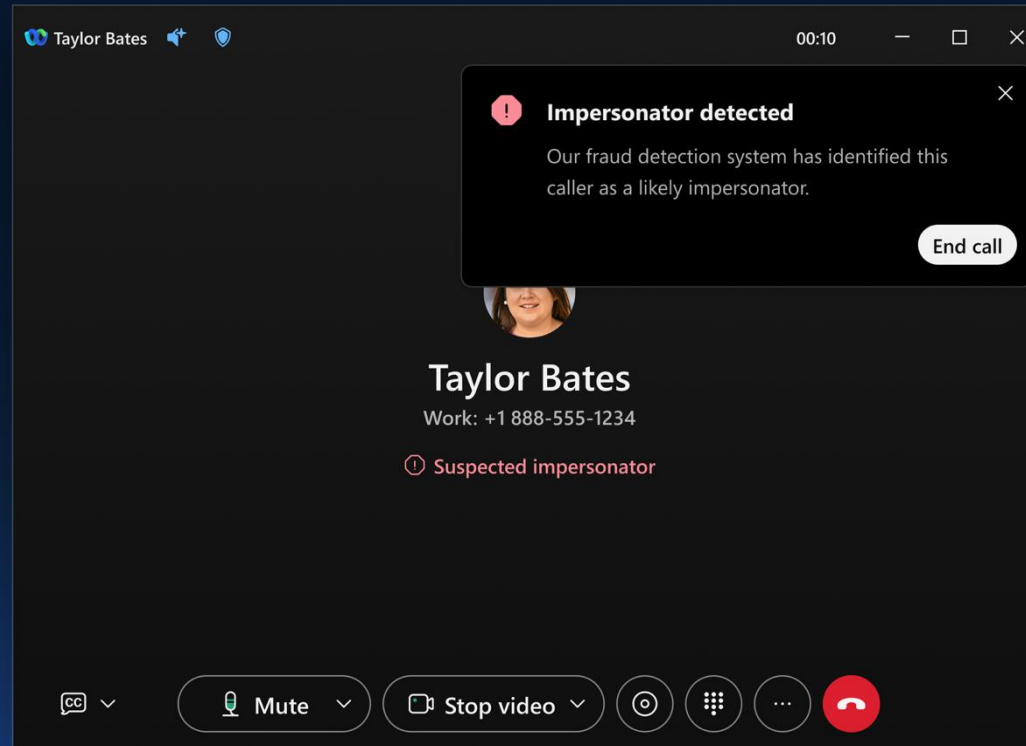 Taylor Bates
00:10
Impersonator detected
Our fraud detection system has identified this
caller as a likely impersonator.
End call
Taylor Bates
Work: +1 888-555-1234
Suspected impersonator
CC
Mute
Stop video